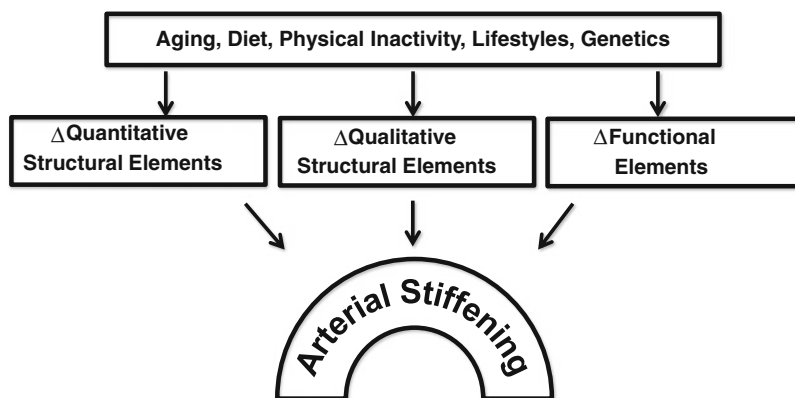 Aging, Diet, Physical Inactivity, Lifestyles, Genetics
ΔQuantitative
Structural Elements
ΔQualitative
Structural Elements
ΔFunctional
Elements
Arterial Stiffening